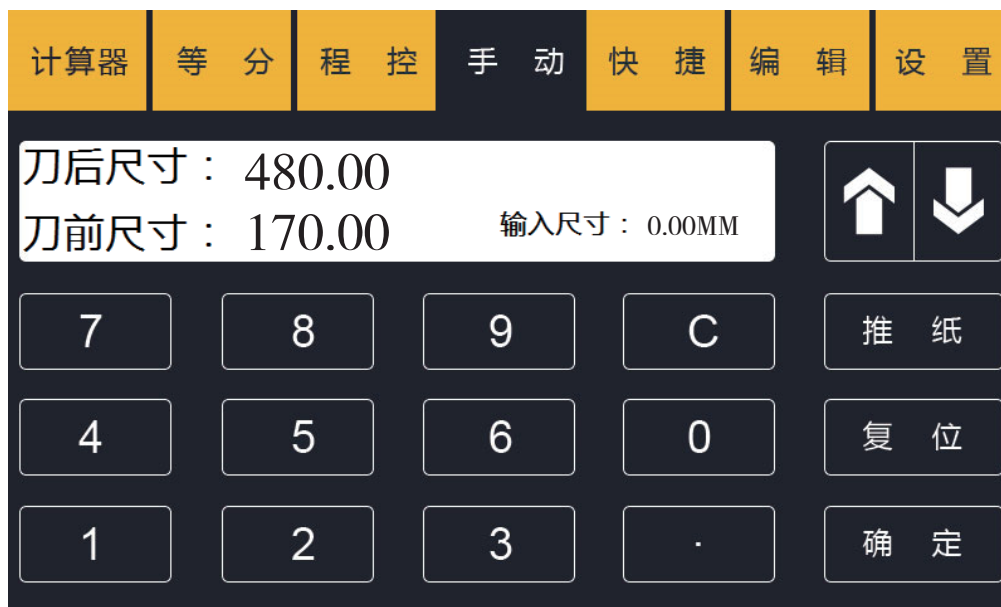 计算器 等分 程控 手动 快捷 编辑 设置
刀后尺寸： 480.00
刀前尺寸： 170.00 输入尺寸： 0.00MM
7 8 9 C 推纸
4 5 6 0 复位
1 2 3 . 确定